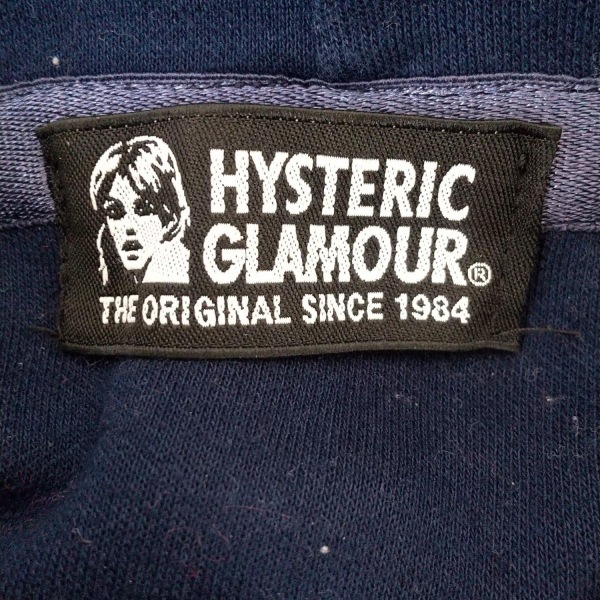 HYSTERIC
GLAMOUR®
THE ORIGINAL SINCE 1984